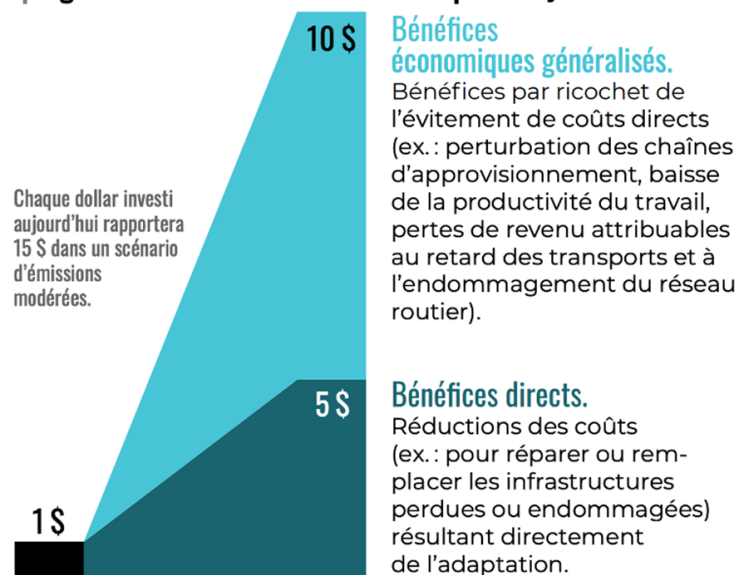 10 $
Bénéfices
économiques généralisés.
Bénéfices par ricochet de
l’évitement de coûts directs
(ex. : perturbation des chaînes
d’approvisionnement, baisse
de la productivité du travail,
pertes de revenu attribuables
au retard des transports et à
l’endommagement du réseau
routier).
Chaque dollar investi
aujourd’hui rapportera
15 $ dans un scénario
d’émissions
modérées.
5 $
Bénéfices directs.
Réductions des coûts
(ex. : pour réparer ou rem-
placer les infrastructures
perdues ou endommagées)
résultant directement
de l’adaptation.
1 $